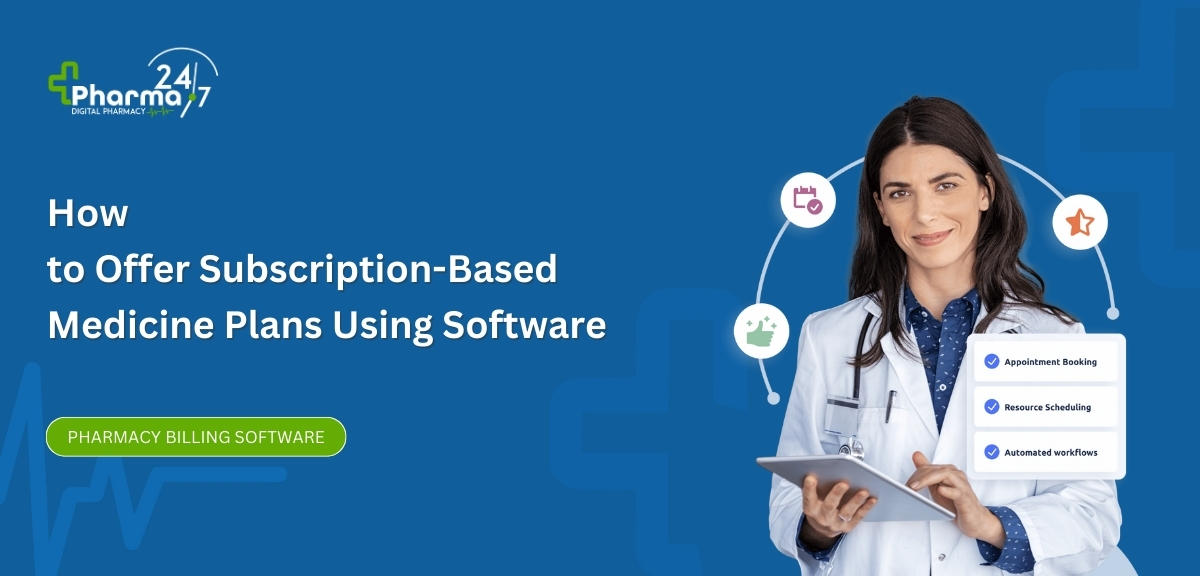 24/7
Pharma
DIGITAL PHARMACY
How
to Offer Subscription-Based
Medicine Plans Using Software
PHARMACY BILLING SOFTWARE
Appointment Booking
Resource Scheduling
Automated workflows